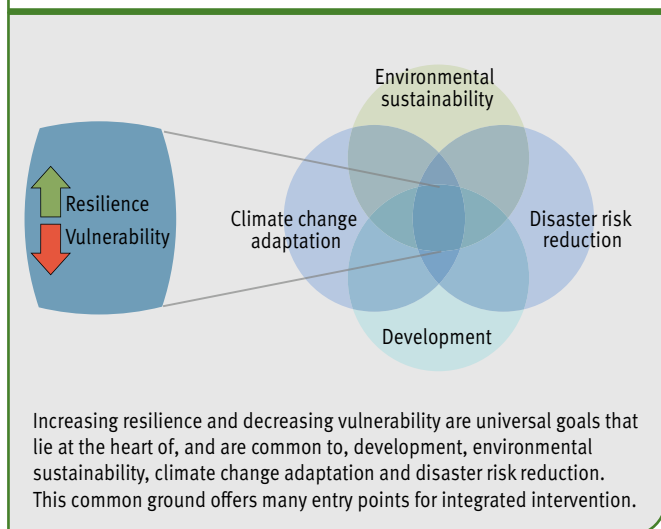 Environmental
sustainability
Resilience
Vulnerability
Climate change
adaptation
Disaster risk
reduction
Development
Increasing resilience and decreasing vulnerability are universal goals that
lie at the heart of, and are common to, development, environmental
sustainability, climate change adaptation and disaster risk reduction.
This common ground offers many entry points for integrated intervention.